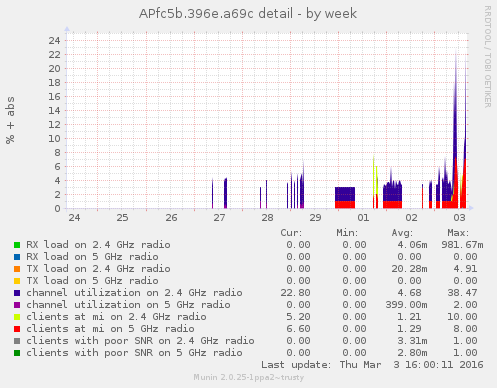 APfc5b.396e.a69c detail - by week
RRDTOOL / TOBI OETIKER
% + abs
24
22
20
18
16
14
12
10
8
6
4
2
0
24 25 26 27 28 29 01 02 03
Cur: Min: Avg: Max:
RX load on 2.4 GHz radio 0.00 0.00 4.06m 981.67m
RX load on 5 GHz radio 0.00 0.00 0.00 0.00
TX load on 2.4 GHz radio 0.00 0.00 20.28m 4.91
TX load on 5 GHz radio 0.00 0.00 0.00 0.00
channel utilization on 2.4 GHz radio 22.80 0.00 4.68 38.47
channel utilization on 5 GHz radio 0.00 0.00 399.00m 2.00
clients at mi on 2.4 GHz radio 5.20 0.00 1.21 10.00
clients at mi on 5 GHz radio 6.60 0.00 1.29 8.00
clients with poor SNR on 2.4 GHz radio 0.00 0.00 3.31m 1.00
clients with poor SNR on 5 GHz radio 0.00 0.00 2.80m 1.00
Last update: Thu Mar 3 16:00:11 2016
Munin 2.0.25-1ppa2~trusty